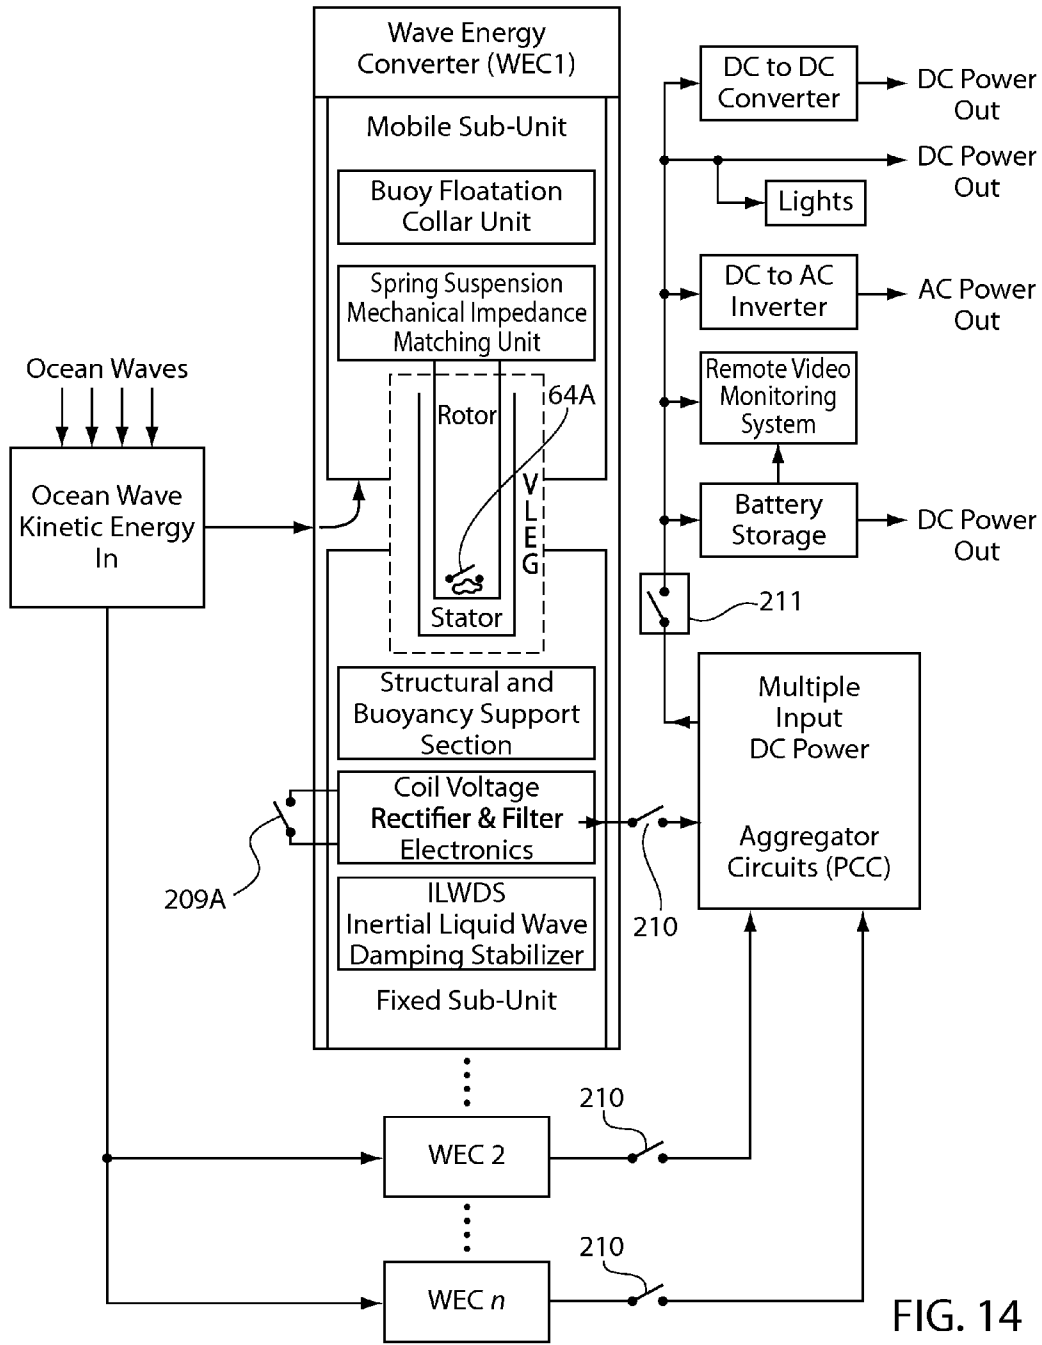 Wave Energy
Converter (WEC1)
Mobile Sub-Unit
Buoy Floatation
Collar Unit
Spring Suspension
Mechanical Impedance
Matching Unit
Ocean Waves
Ocean Wave
Kinetic Energy
In
Rotor
64A
VLEG
Stator
Structural and
Buoyancy Support
Section
Coil Voltage
Rectifier & Filter
Electronics
209A
210
ILWDS
Inertial Liquid Wave
Damping Stabilizer
Fixed Sub-Unit
DC to DC
Converter
DC Power
Out
DC Power
Out
Lights
DC to AC
Inverter
AC Power
Out
Remote Video
Monitoring
System
Battery
Storage
DC Power
Out
211
Multiple
Input
DC Power
Aggregator
Circuits (PCC)
WEC 2
210
WEC n
210
FIG. 14